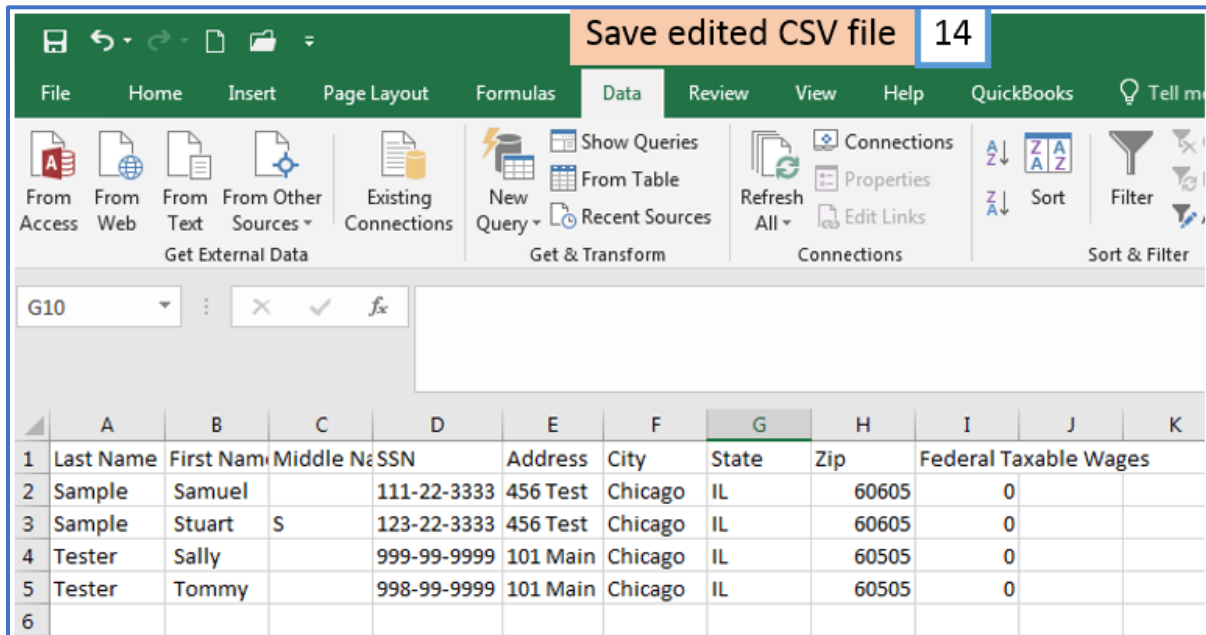 Save edited CSV file 14
File Home Insert Page Layout Formulas Data Review View Help QuickBooks Tell me
Show Queries Connections
From Table Properties
From From From From Other Existing New Refresh Sort Filter
Access Web Text Sources Connections Query Recent Sources All Edit Links
Get External Data Get & Transform Connections Sort & Filter
G10 fx
A B C D E F G H I J K
1 Last Name First Nam Middle Na SSN Address City State Zip Federal Taxable Wages
2 Sample Samuel 111-22-3333 456 Test Chicago IL 60605 0
3 Sample Stuart S 123-22-3333 456 Test Chicago IL 60605 0
4 Tester Sally 999-99-9999 101 Main Chicago IL 60505 0
5 Tester Tommy 998-99-9999 101 Main Chicago IL 60505 0
6